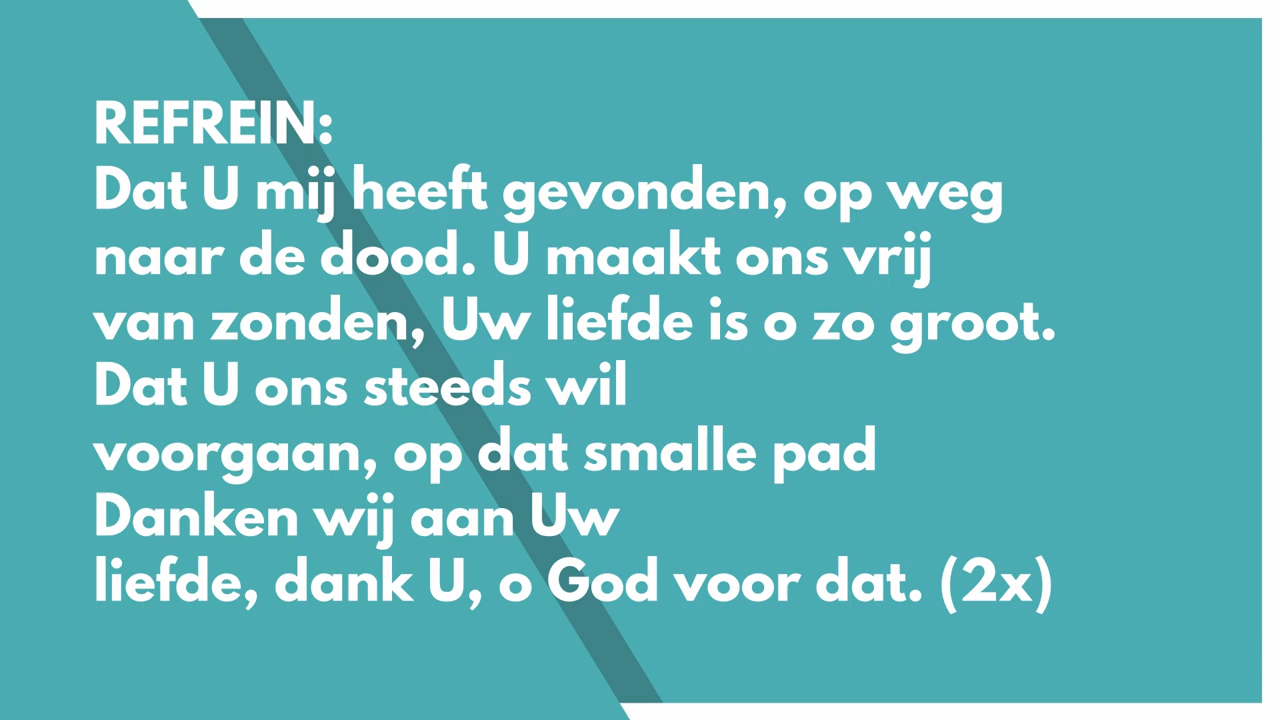 REFREIN:
Dat U mij heeft gevonden, op weg
naar de dood. U maakt ons vrij
van zonden, Uw liefde is o zo groot.
Dat U ons steeds wil
voorgaan, op dat smalle pad
Danken wij aan Uw
liefde, dank U, o God voor dat. (2x)